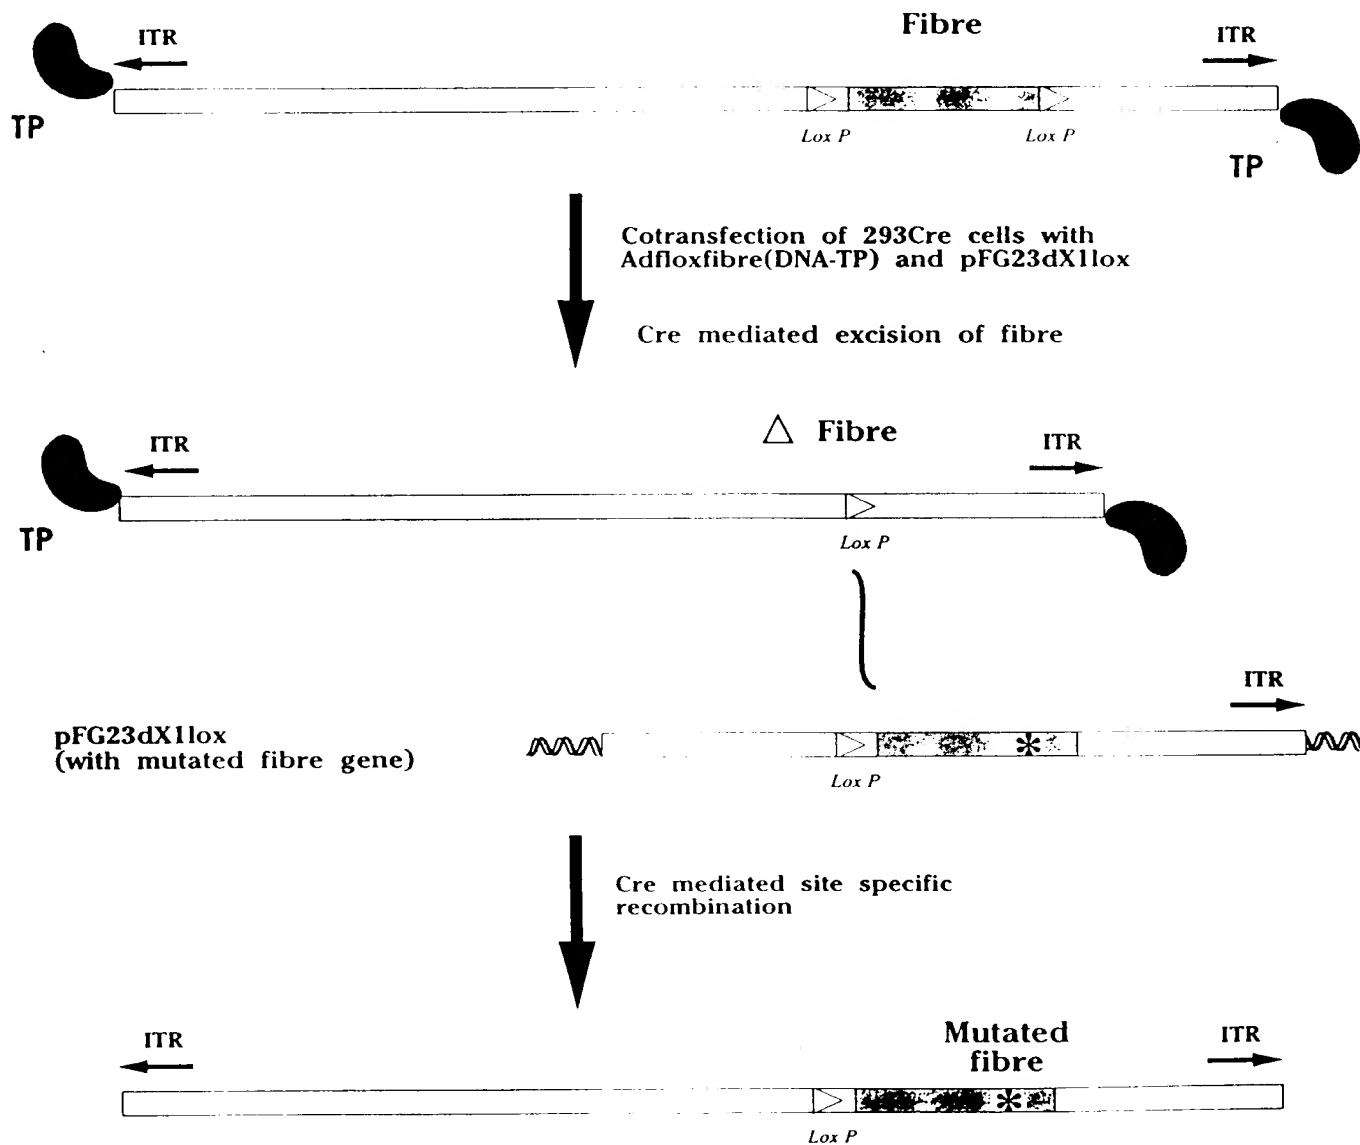 ITR
Fibre
ITR
TP
Lox P
Lox P
TP
Cotransfection of 293Cre cells with
Adfloxfibre(DNA-TP) and pFG23dX1lox
Cre mediated excision of fibre
△ Fibre
ITR
ITR
TP
Lox P
ITR
pFG23dX1lox
(with mutated fibre gene)
*
Lox P
Cre mediated site specific
recombination
ITR
Mutated
fibre
ITR
*
Lox P